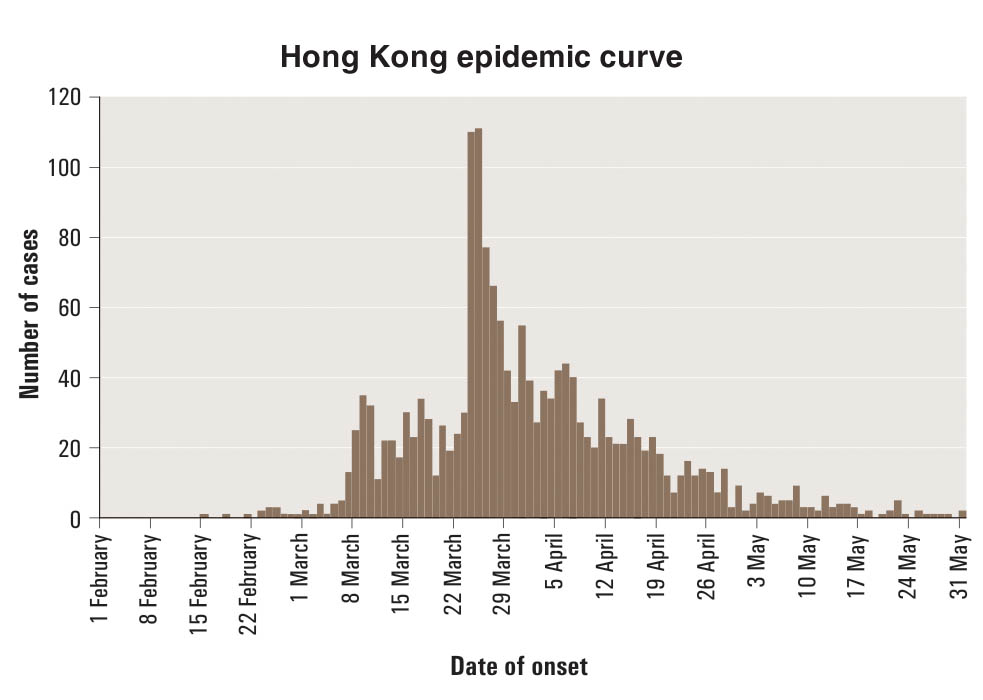 Hong Kong epidemic curve
120
100
80
60
40
20
0
Number of cases
1 February
8 February
15 February
22 February
1 March
8 March
15 March
22 March
29 March
5 April
12 April
19 April
26 April
3 May
10 May
17 May
24 May
31 May
Date of onset